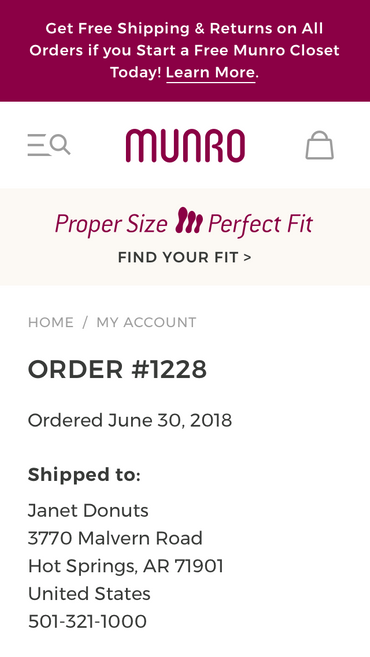 Get Free Shipping & Returns on All
Orders if you Start a Free Munro Closet
Today! Learn More.
MUNRO
Proper Size Perfect Fit
FIND YOUR FIT >
HOME / MY ACCOUNT
ORDER #1228
Ordered June 30, 2018
Shipped to:
Janet Donuts
3770 Malvern Road
Hot Springs, AR 71901
United States
501-321-1000